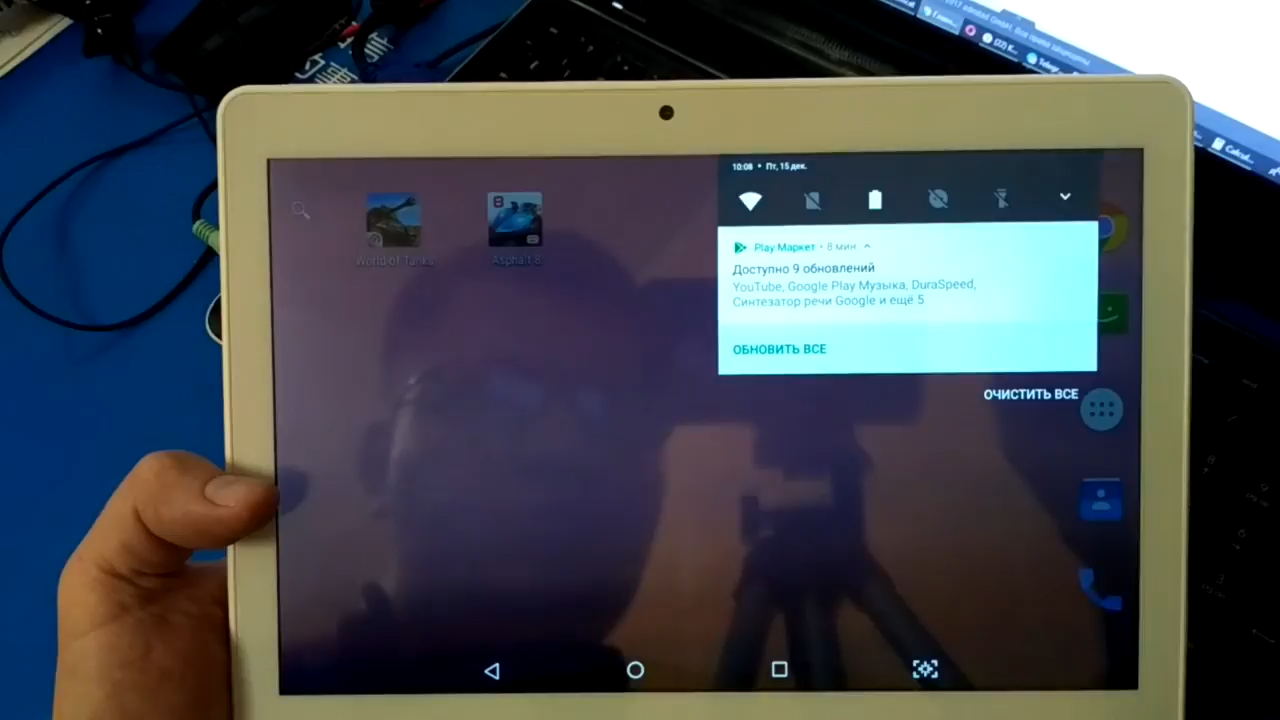 10:08 • Пт, 15 дек.
World of Tanks
Asphalt 8
Play Маркет • 8 мин.
Доступно 9 обновлений
YouTube, Google Play Музыка, DuraSpeed,
Синтезатор речи Google и ещё 5
ОБНОВИТЬ ВСЕ
ОЧИСТИТЬ ВСЕ